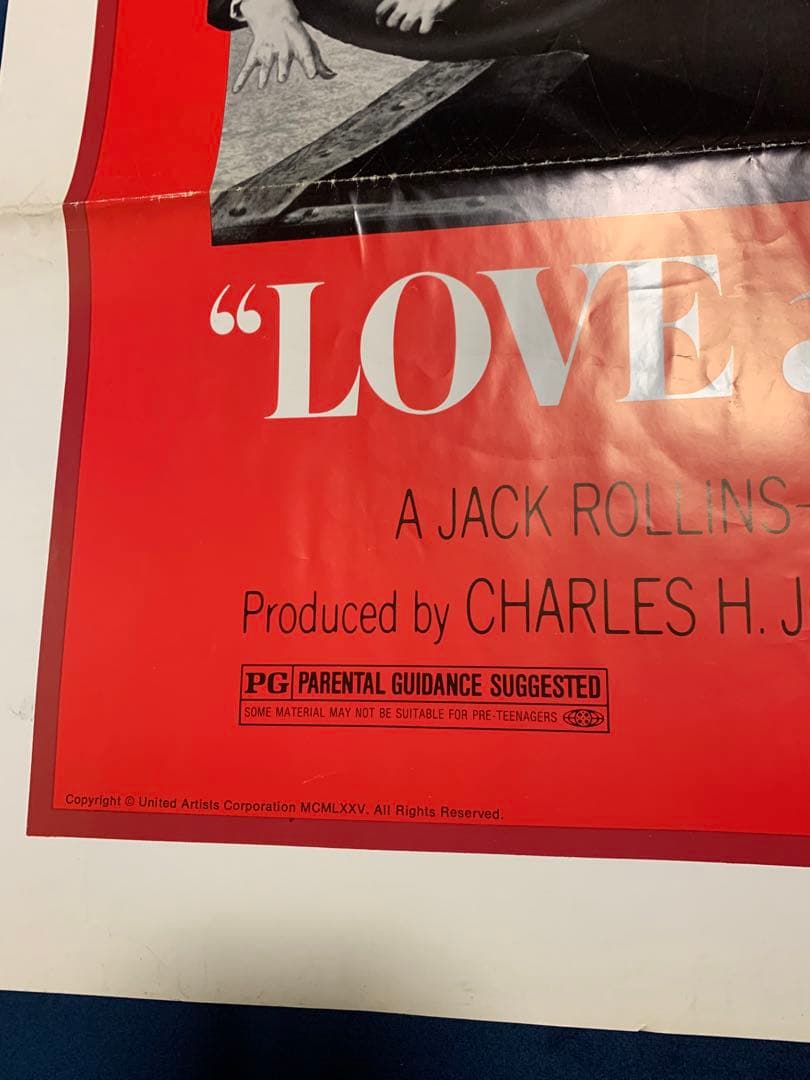 “LOVE
A JACK ROLLINS-
Produced by CHARLES H. J
PG PARENTAL GUIDANCE SUGGESTED
SOME MATERIAL MAY NOT BE SUITABLE FOR PRE-TEENAGERS
Copyright © United Artists Corporation MCMLXXV. All Rights Reserved.